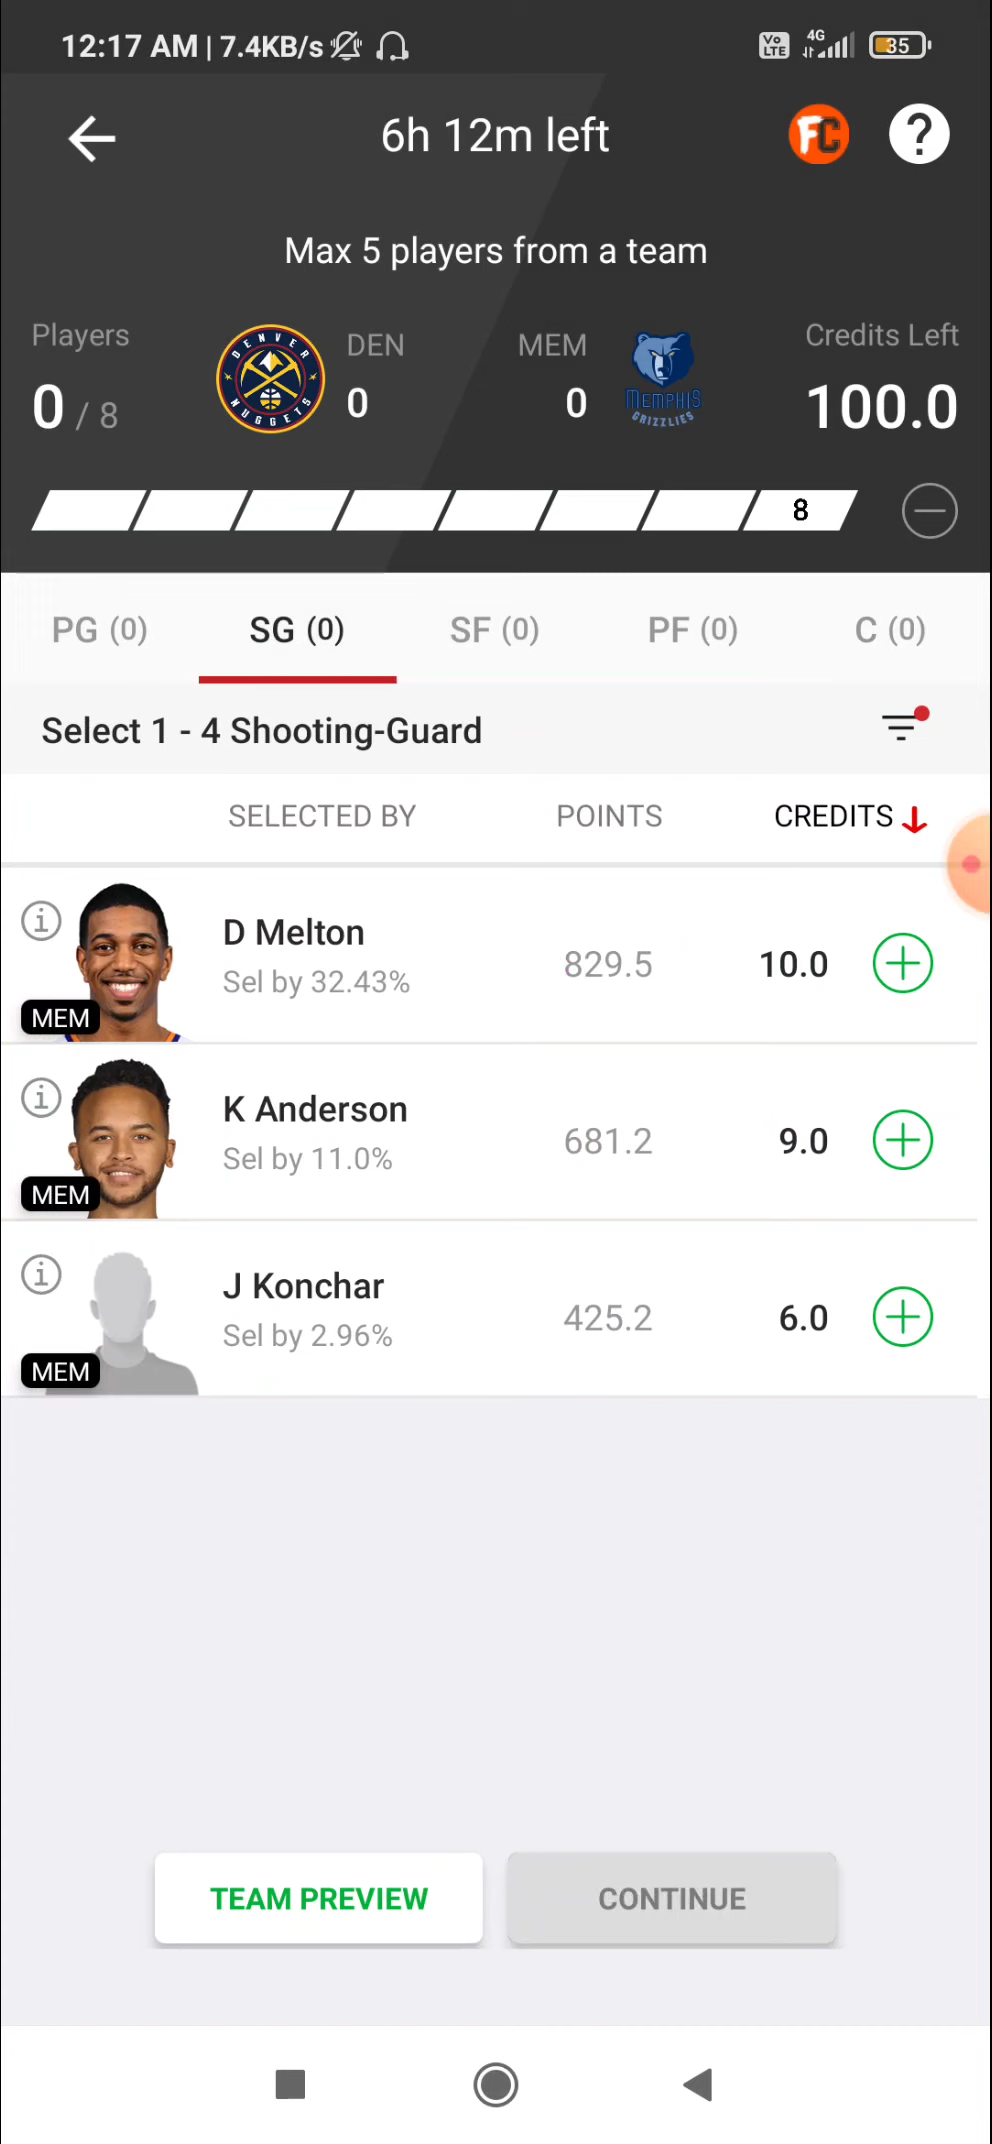 12:17 AM | 7.4KB/s
Vo LTE 4G 35
6h 12m left
FC ?
Max 5 players from a team
Players DEN MEM Credits Left
0 / 8 0 0 100.0
DENVER NUGGETS
MEMPHIS
GRIZZLIES
8
PG (0) SG (0) SF (0) PF (0) C (0)
Select 1 - 4 Shooting-Guard
SELECTED BY POINTS CREDITS
D Melton
Sel by 32.43% 829.5 10.0
MEM
K Anderson
Sel by 11.0% 681.2 9.0
MEM
J Konchar
Sel by 2.96% 425.2 6.0
MEM
TEAM PREVIEW CONTINUE